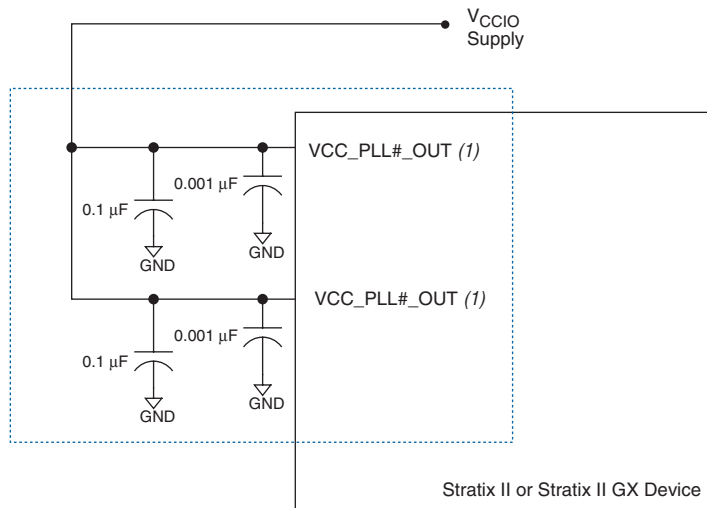 VCCIO
Supply
VCC_PLL#_OUT (1)
0.001 µF
0.1 µF
GND
GND
VCC_PLL#_OUT (1)
0.001 µF
0.1 µF
GND
GND
Stratix II or Stratix II GX Device